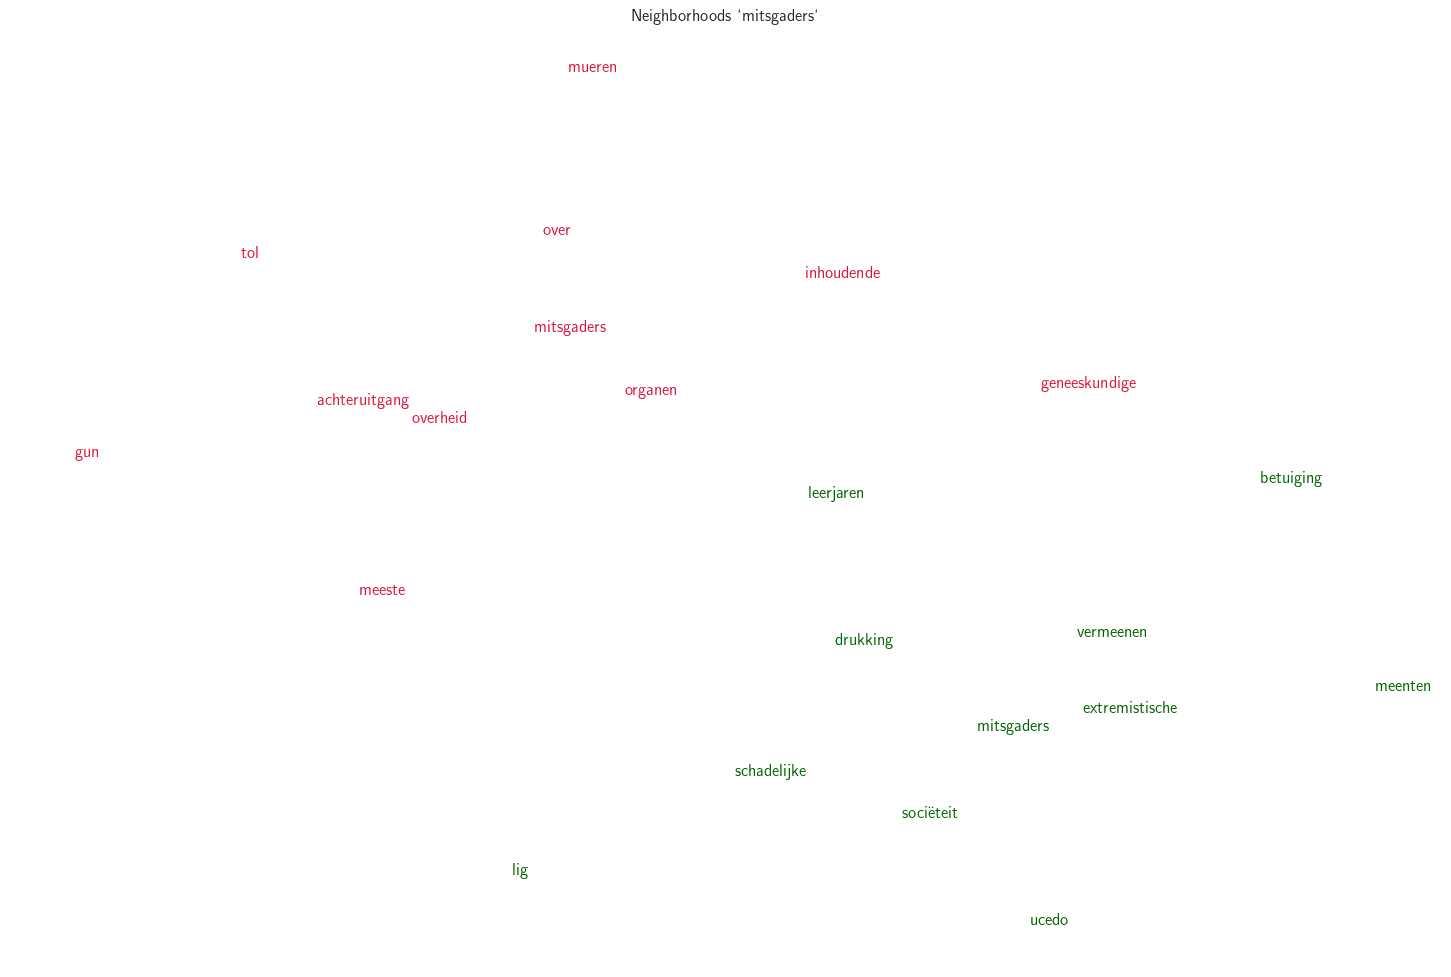 Neighborhoods ‘mitsgaders‘
mueren
over
tol
inhoudende
mitsgaders
geneeskundige
organen
achteruitgang
overheid
gun
betuiging
leerjaren
meeste
vermeenen
drukking
meenten
extremistische
mitsgaders
schadelijke
sociëteit
lig
ucedo